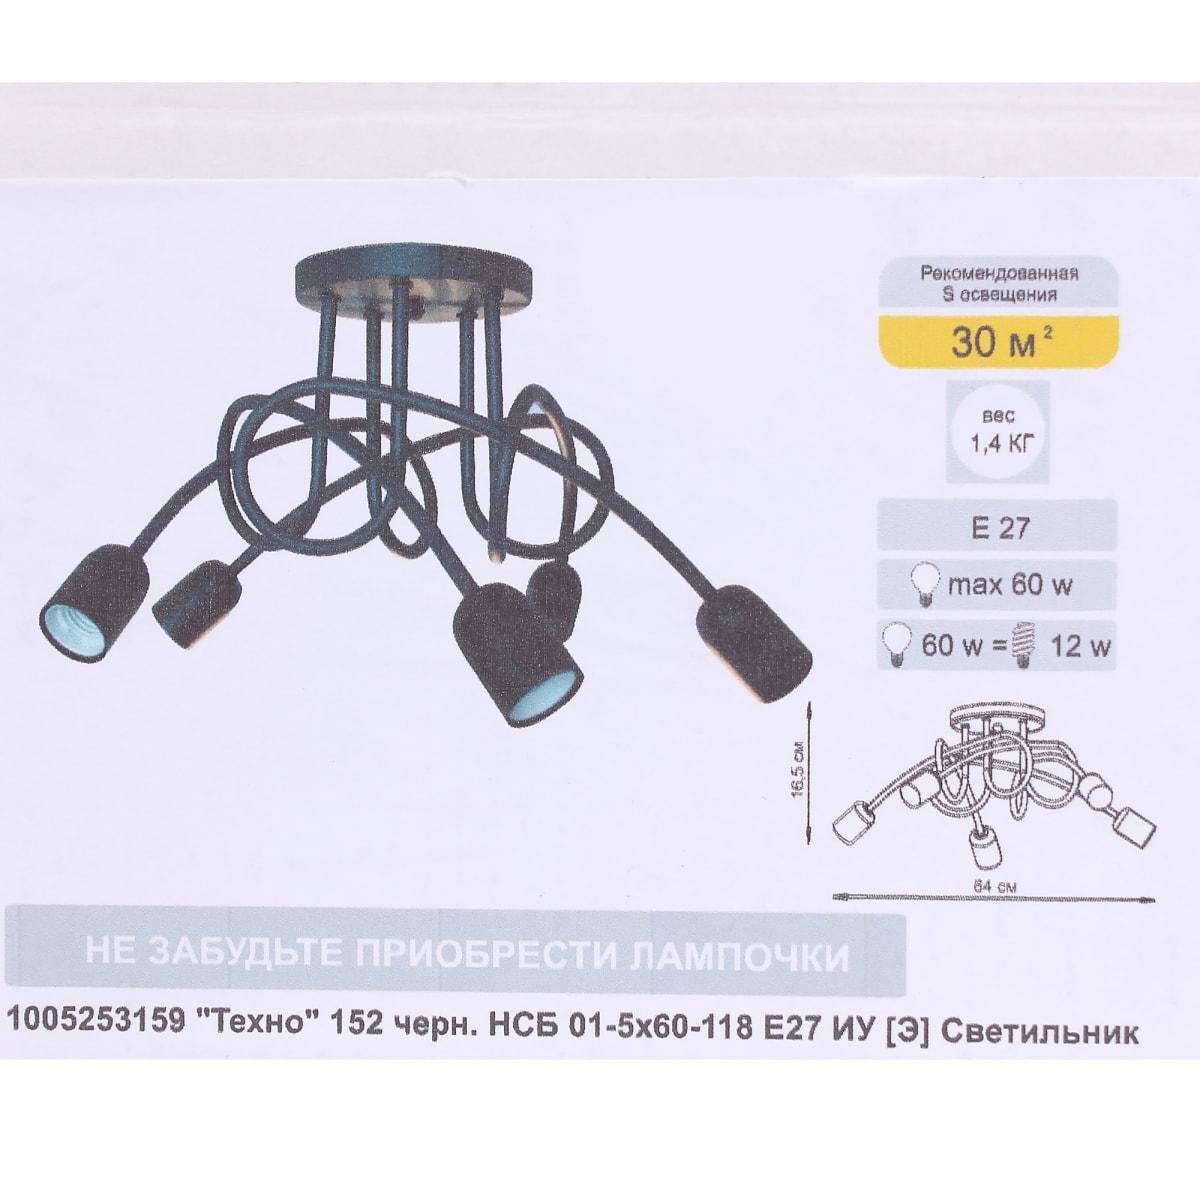 Рекомендованная
S освещения
30 м²
вес
1,4 КГ
E 27
max 60 w
60 w = 12 w
16,5 см
64 см
НЕ ЗАБУДЬТЕ ПРИОБРЕСТИ ЛАМПОЧКИ
1005253159 "Техно" 152 черн. НСБ 01-5х60-118 Е27 ИУ [Э] Светильник